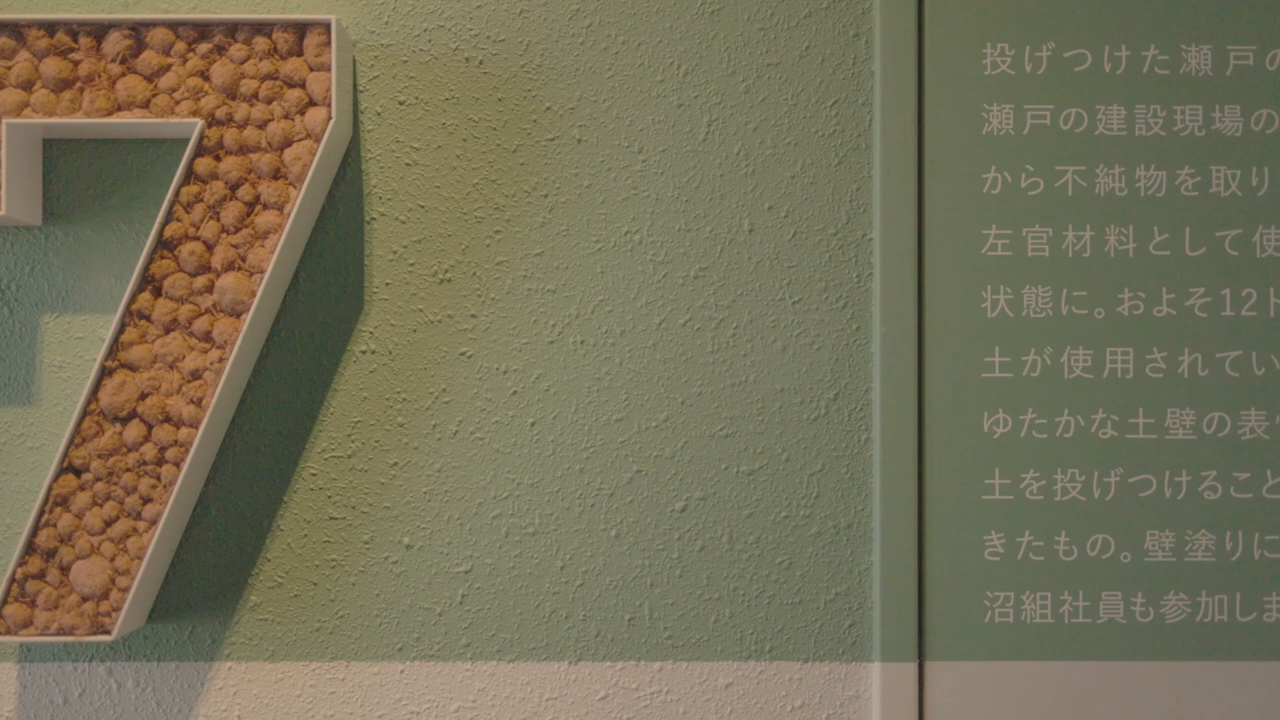 7
投げつけた瀬戸の
瀬戸の建設現場の
から不純物を取り
左官材料として使
状態に。およそ12ト
土が使用されてい
ゆたかな土壁の表
土を投げつけること
きたもの。壁塗りに
沼組社員も参加しま